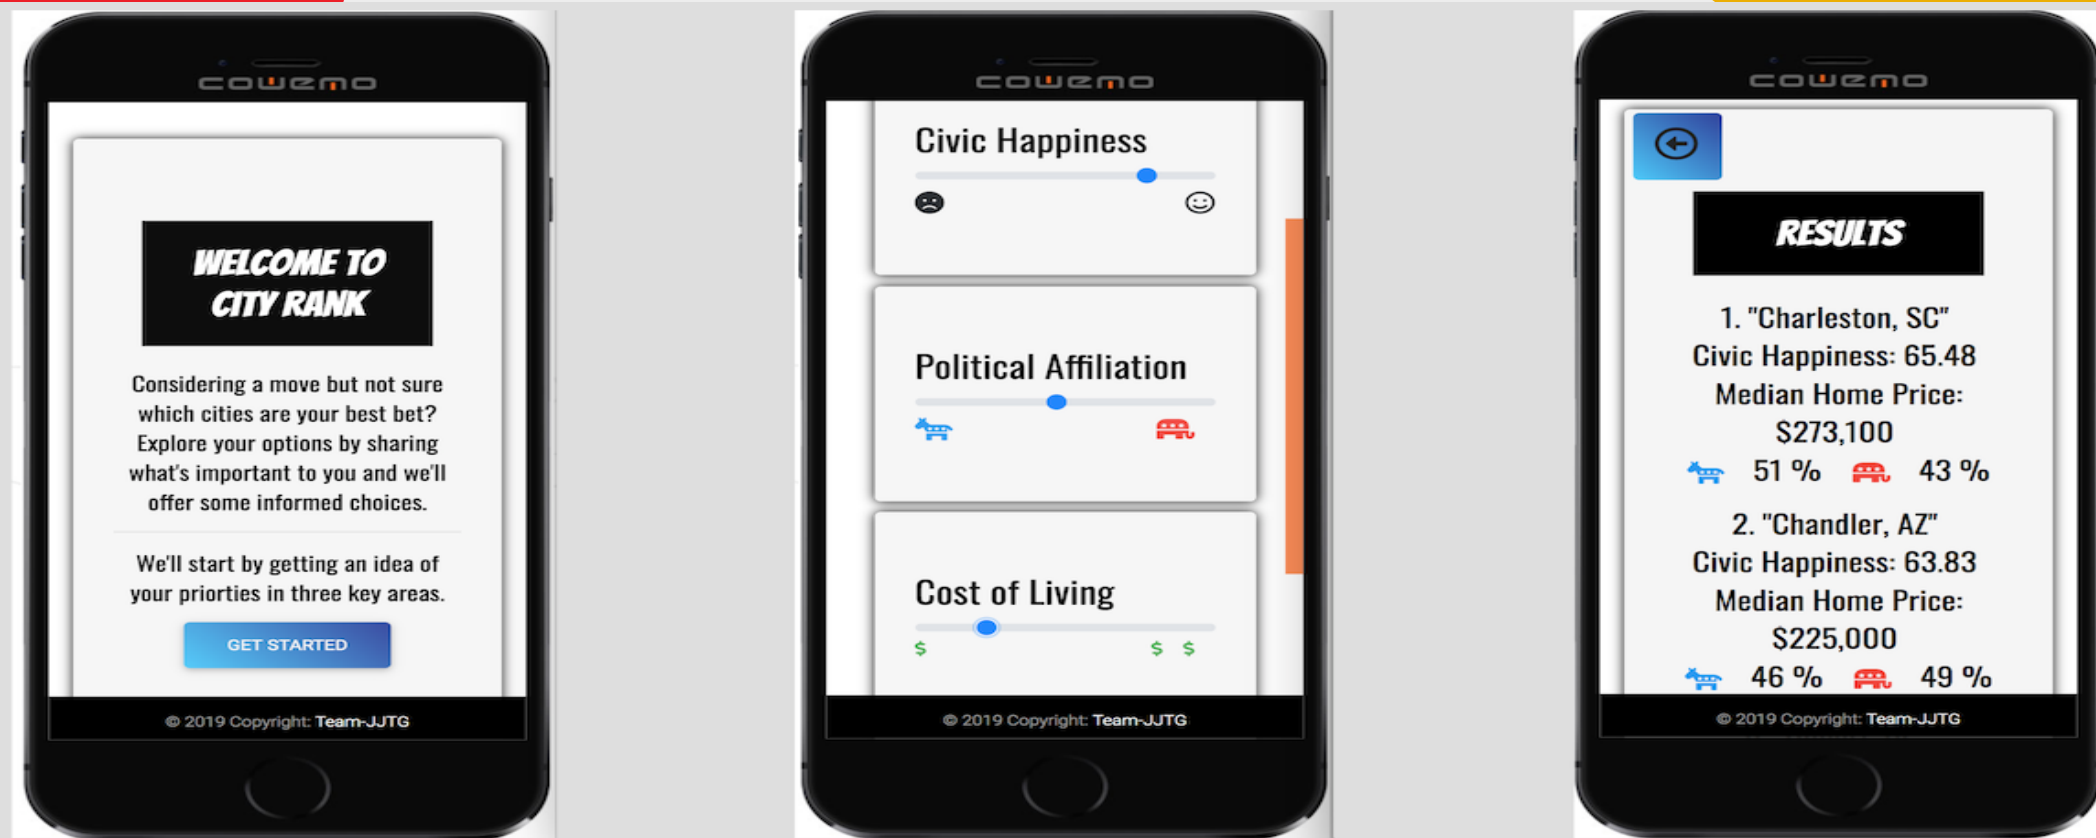 COWEMO
WELCOME TO
CITY RANK
Considering a move but not sure
which cities are your best bet?
Explore your options by sharing
what's important to you and we'll
offer some informed choices.
We'll start by getting an idea of
your priorties in three key areas.
GET STARTED
© 2019 Copyright: Team-JJTG
COWEMO
Civic Happiness
Political Affiliation
Cost of Living
$ $ $
© 2019 Copyright: Team-JJTG
COWEMO
RESULTS
1. "Charleston, SC"
Civic Happiness: 65.48
Median Home Price:
$273,100
51 % 43 %
2. "Chandler, AZ"
Civic Happiness: 63.83
Median Home Price:
$225,000
46 % 49 %
© 2019 Copyright: Team-JJTG